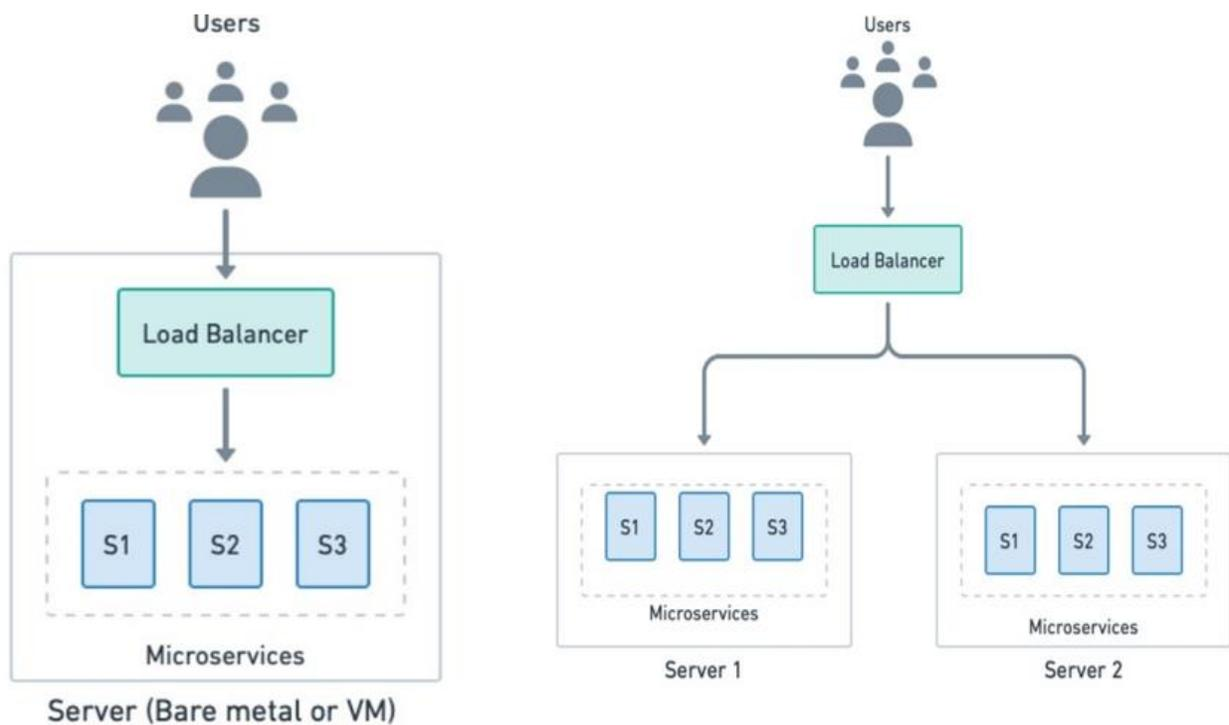 Users
Load Balancer
S1 S2 S3
Microservices
Server (Bare metal or VM)
Users
Load Balancer
S1 S2 S3
Microservices
Server 1
S1 S2 S3
Microservices
Server 2